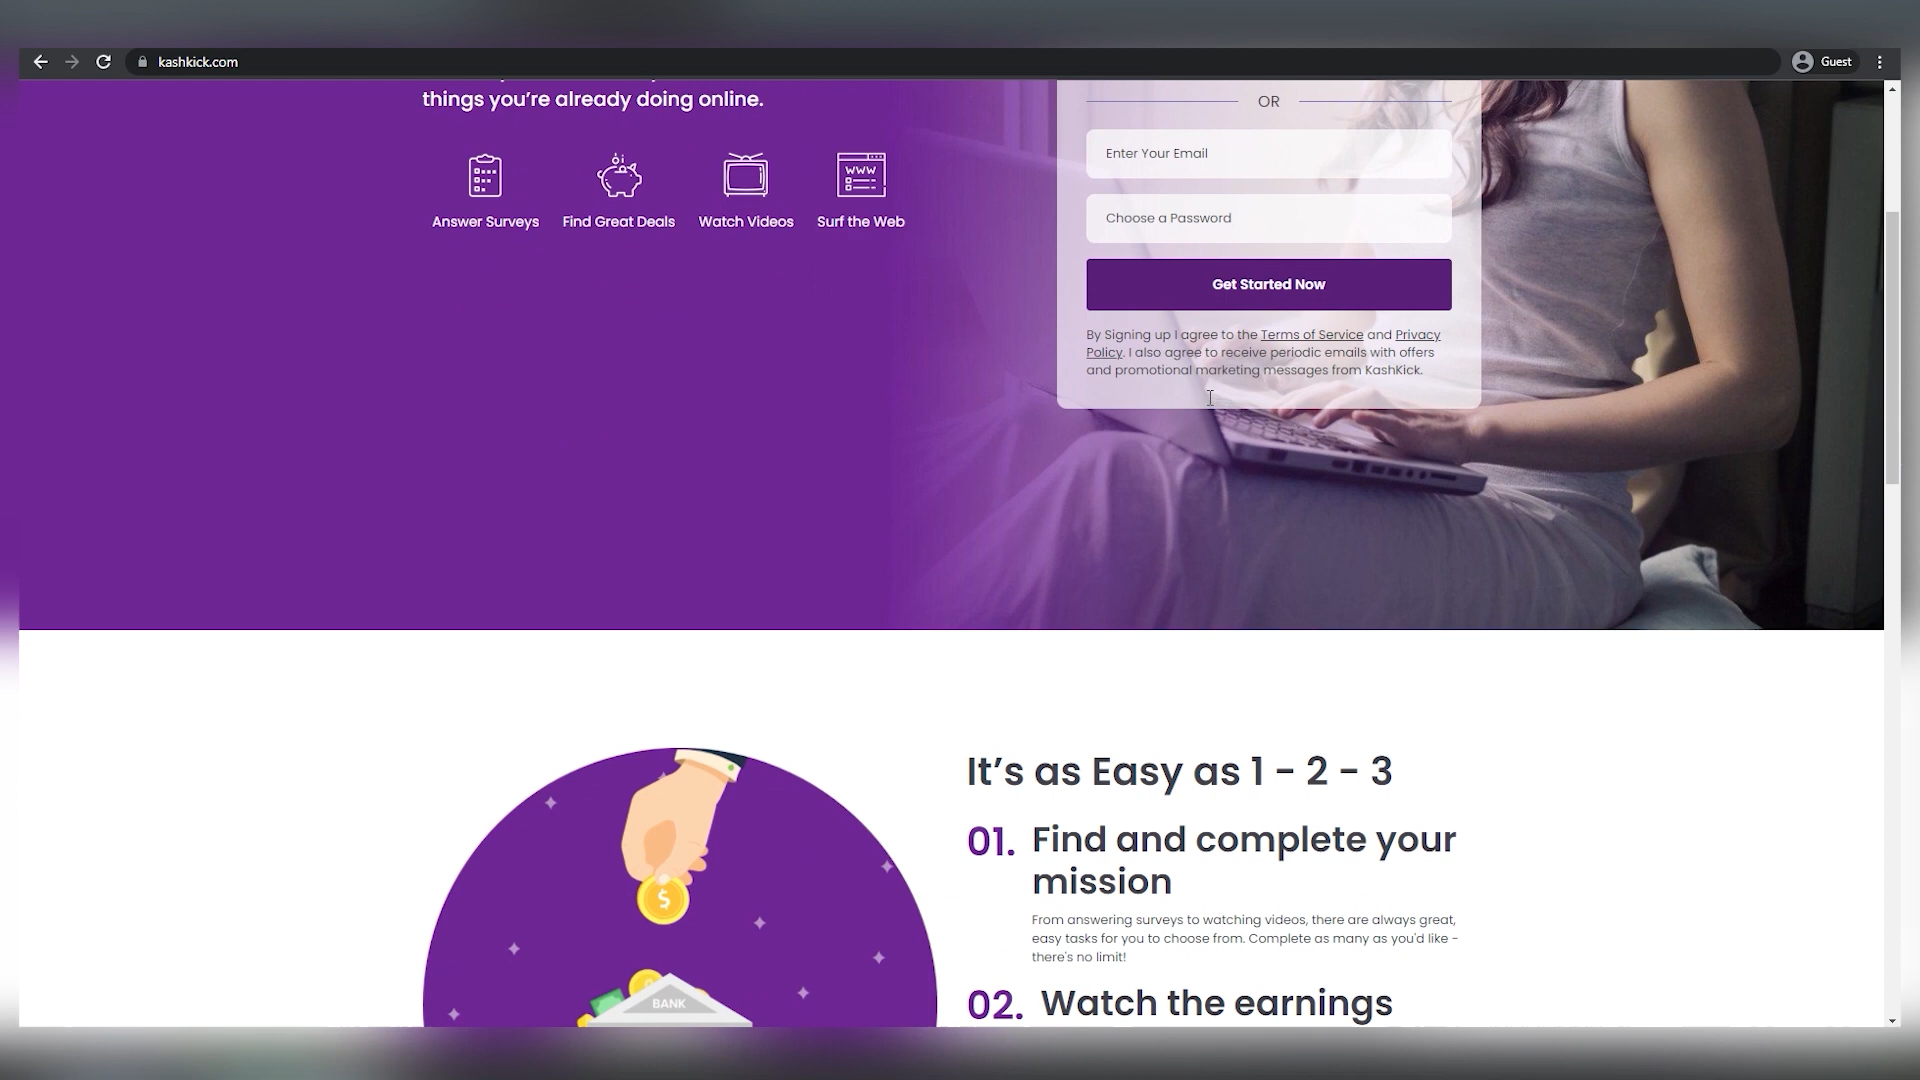 kashkick.com
Guest
things you're already doing online.
Answer Surveys
Find Great Deals
Watch Videos
WWW
Surf the Web
OR
Enter Your Email
Choose a Password
Get Started Now
By Signing up I agree to the Terms of Service and Privacy
Policy. I also agree to receive periodic emails with offers
and promotional marketing messages from KashKick.
$
BANK
It's as Easy as 1 - 2 - 3
01. Find and complete your
mission
From answering surveys to watching videos, there are always great,
easy tasks for you to choose from. Complete as many as you'd like -
there's no limit!
02. Watch the earnings